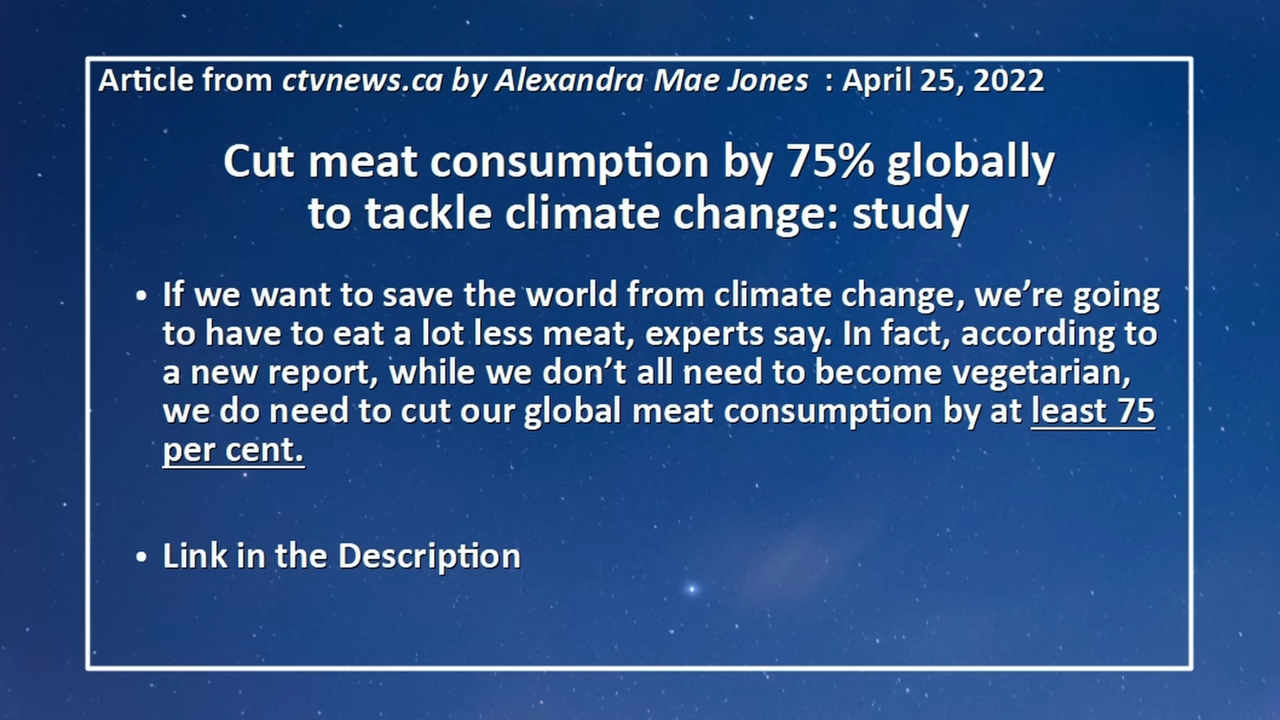 Article from ctvnews.ca by Alexandra Mae Jones : April 25, 2022
Cut meat consumption by 75% globally
to tackle climate change: study
• If we want to save the world from climate change, we’re going
to have to eat a lot less meat, experts say. In fact, according to
a new report, while we don’t all need to become vegetarian,
we do need to cut our global meat consumption by at least 75
per cent.
• Link in the Description